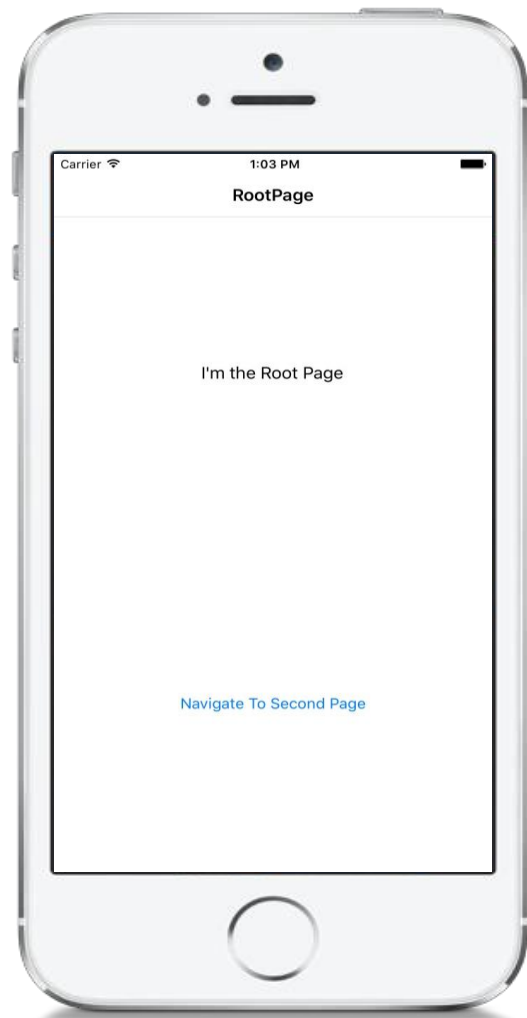 Carrier 1:03 PM
RootPage
I'm the Root Page
Navigate To Second Page